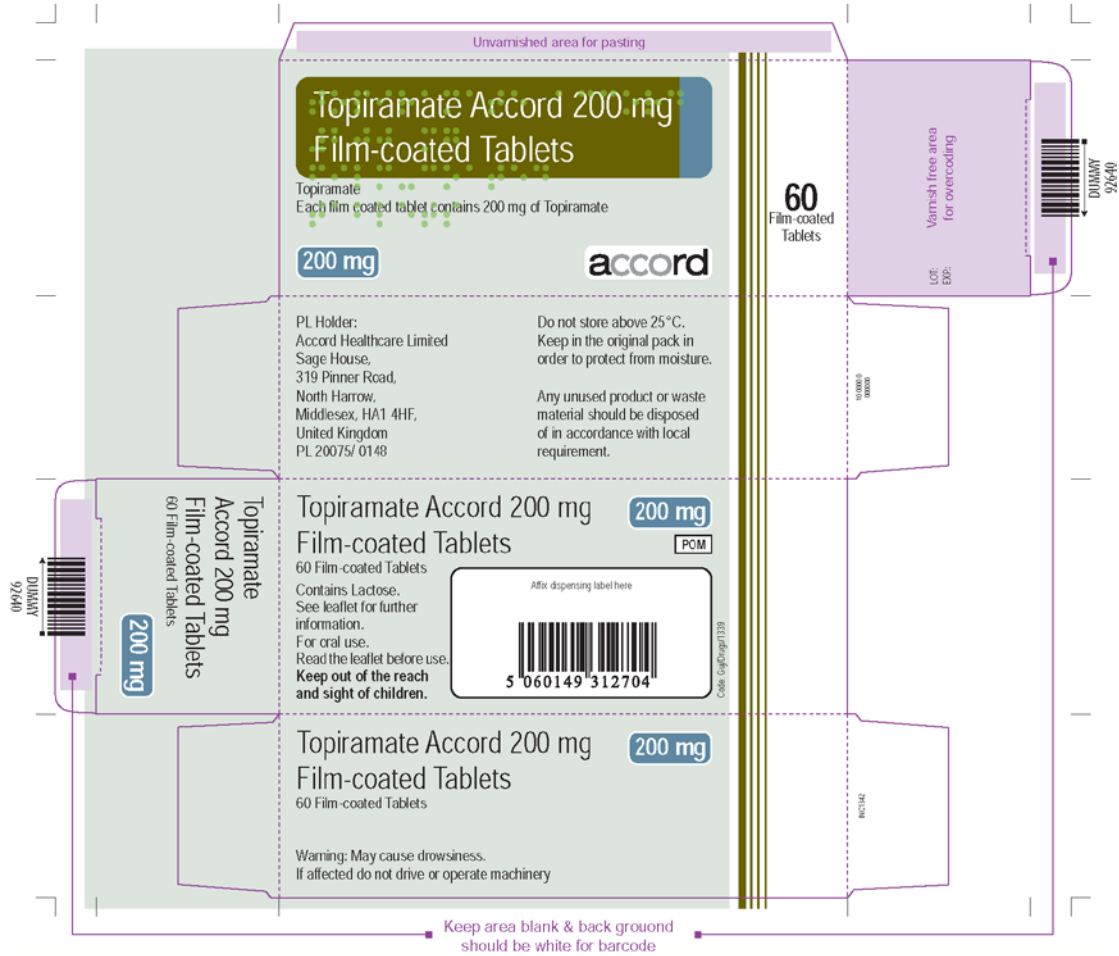 Unvarnished area for pasting
Topiramate Accord 200 mg
Film-coated Tablets
Topiramate
Each film coated tablet contains 200 mg of Topiramate
200 mg
accord
60
Film-coated
Tablets
Varnish free area
for overcoding
LOT:
EXP.:
DUMMY
92640
PL Holder:
Accord Healthcare Limited
Sage House,
319 Pinner Road,
North Harrow,
Middlesex, HA1 4HF,
United Kingdom
PL 20075/ 0148
Do not store above 25°C.
Keep in the original pack in
order to protect from moisture.
Any unused product or waste
material should be disposed
of in accordance with local
requirement.
10 0000 0
000000
DUMMY
92640
Topiramate
Accord 200 mg
Film-coated Tablets
60 Film-coated Tablets
200 mg
Topiramate Accord 200 mg
Film-coated Tablets
60 Film-coated Tablets
200 mg
POM
Contains Lactose.
See leaflet for further
information.
For oral use.
Read the leaflet before use.
Keep out of the reach
and sight of children.
Affix dispensing label here
5 060149 312704
Code: Guj/Drugs/1339
Topiramate Accord 200 mg
Film-coated Tablets
60 Film-coated Tablets
200 mg
Warning: May cause drowsiness.
If affected do not drive or operate machinery
INC1342
Keep area blank & back grouond
should be white for barcode